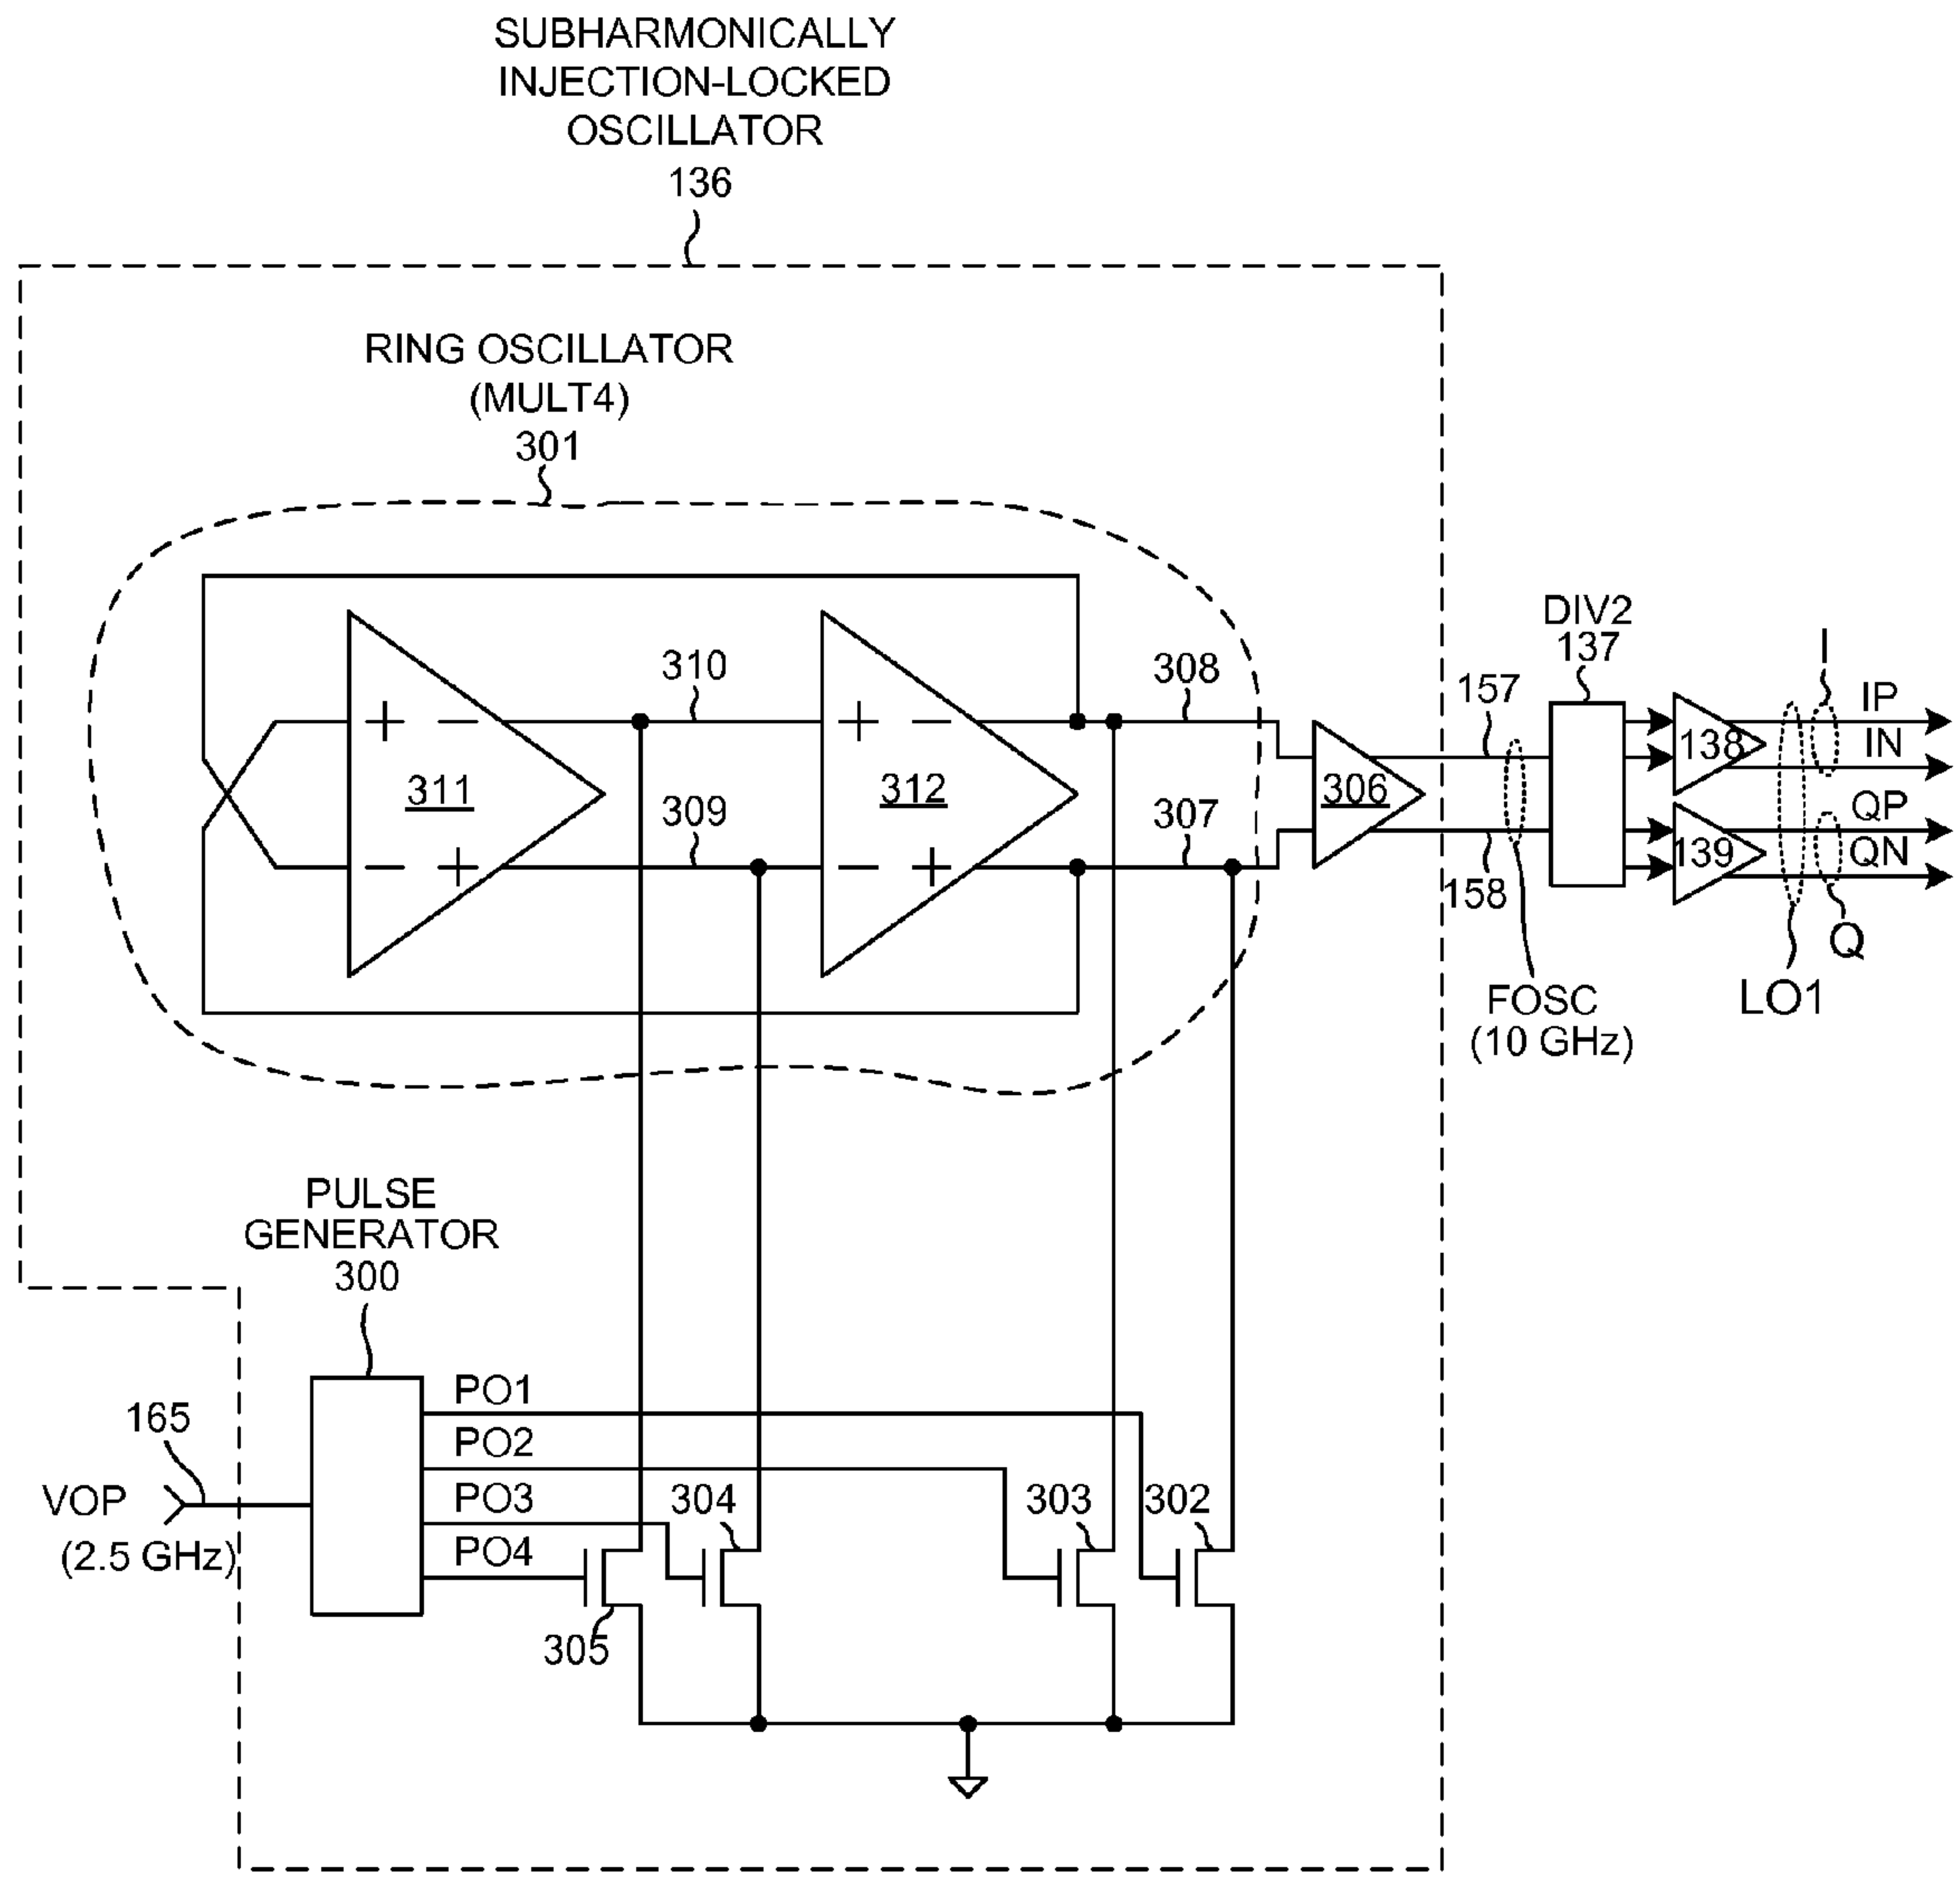 SUBHARMONICALLY
INJECTION-LOCKED
OSCILLATOR
136
RING OSCILLATOR
(MULT4)
301
310
308
311
312
309
307
306
157
158
DIV2
137
138
139
I
IP
IN
QP
QN
Q
LO1
FOSC
(10 GHz)
PULSE
GENERATOR
300
165
VOP
(2.5 GHz)
PO1
PO2
PO3
PO4
304
303
302
305